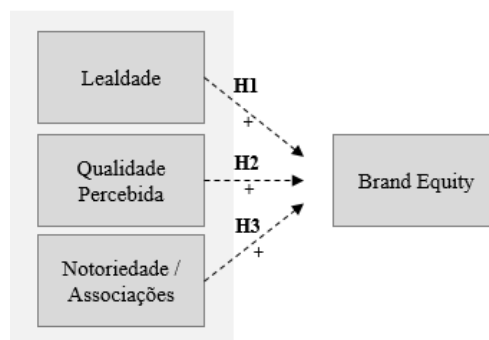 Lealdade
H1
+
Qualidade
Percebida
H2
+
Brand Equity
H3
+
Notoriedade /
Associações